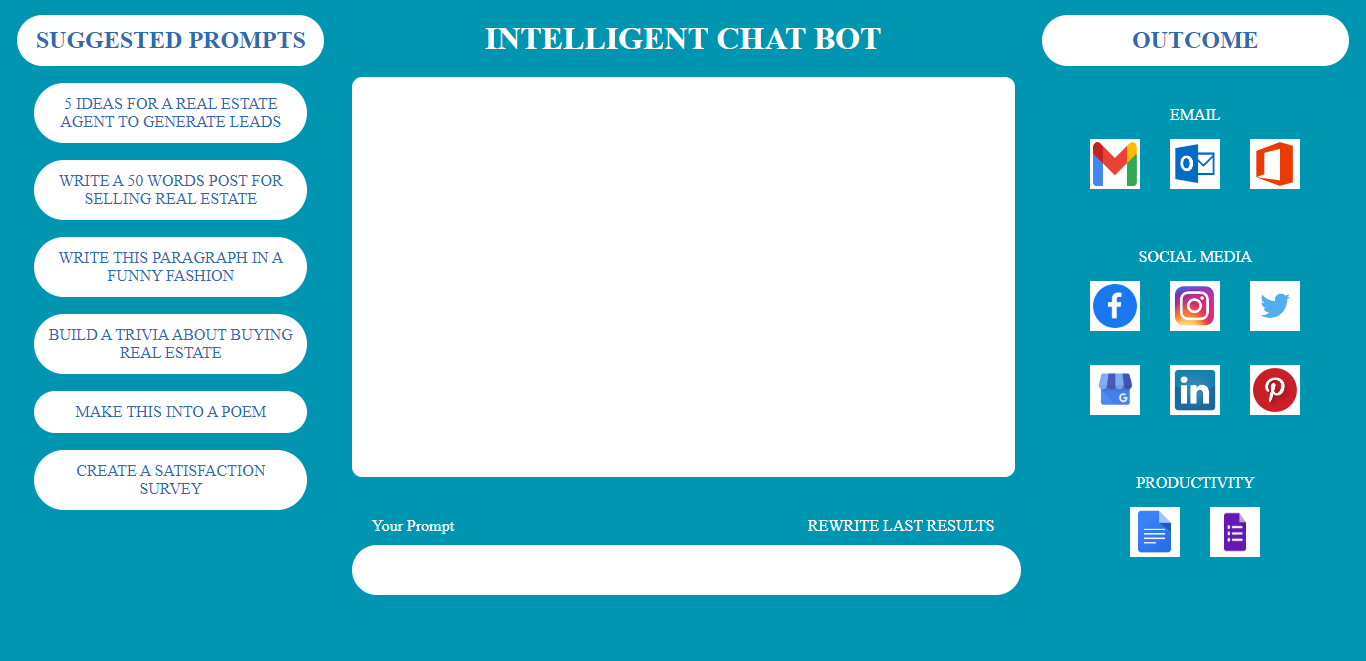 SUGGESTED PROMPTS
5 IDEAS FOR A REAL ESTATE
AGENT TO GENERATE LEADS
WRITE A 50 WORDS POST FOR
SELLING REAL ESTATE
WRITE THIS PARAGRAPH IN A
FUNNY FASHION
BUILD A TRIVIA ABOUT BUYING
REAL ESTATE
MAKE THIS INTO A POEM
CREATE A SATISFACTION
SURVEY
INTELLIGENT CHAT BOT
Your Prompt
REWRITE LAST RESULTS
OUTCOME
EMAIL
SOCIAL MEDIA
G
in
PRODUCTIVITY